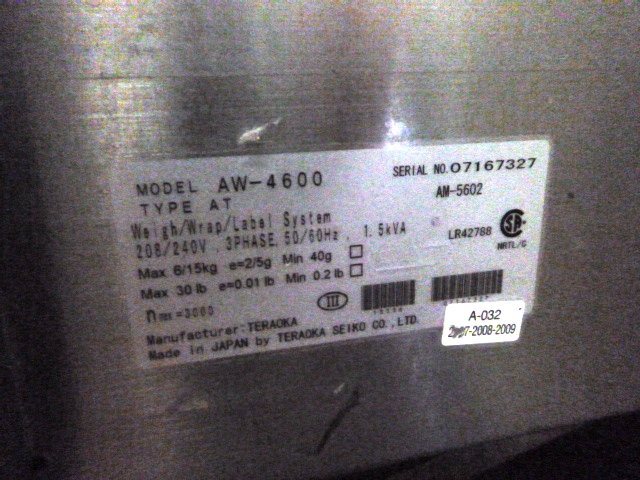 MODEL AW-4600
SERIAL NO. 07167327
TYPE AT
AM-5602
Weigh/Wrap/Label System
208/240V 3PHASE, 50/60Hz, 1.5kVA
LR42788
NRTL/C
Max 6/15kg e=2/5g Min 40g
Max 30 lb e=0.01 lb Min 0.2 lb
III
n max =3000
Manufacturer: TERAOKA
Made in JAPAN by TERAOKA SEIKO CO., LTD.
A-032
-2008-2009